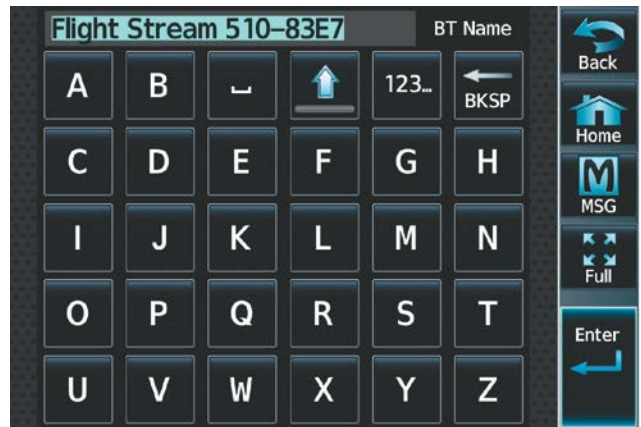 Flight Stream 510–83E7 BT Name
Back
A B 123... BKSP
Home
C D E F G H
M
MSG
I J K L M N
Full
O P Q R S T
Enter
U V W X Y Z